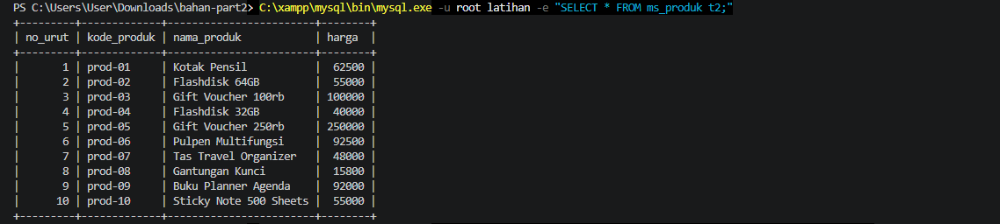 PS C:\Users\User\Downloads\bahan-part2> C:\xampp\mysql\bin\mysql.exe -u root latihan -e "SELECT * FROM ms_produk t2;"
+---------+-------------+----------------------+--------+
| no_urut | kode_produk | nama_produk          | harga  |
+---------+-------------+----------------------+--------+
|       1 | prod-01     | Kotak Pensil         |  62500 |
|       2 | prod-02     | Flashdisk 64GB       |  55000 |
|       3 | prod-03     | Gift Voucher 100rb   | 100000 |
|       4 | prod-04     | Flashdisk 32GB       |  40000 |
|       5 | prod-05     | Gift Voucher 250rb   | 250000 |
|       6 | prod-06     | Pulpen Multifungsi   |  92500 |
|       7 | prod-07     | Tas Travel Organizer |  48000 |
|       8 | prod-08     | Gantungan Kunci      |  15800 |
|       9 | prod-09     | Buku Planner Agenda  |  92000 |
|      10 | prod-10     | Sticky Note 500 Sheets |  55000 |
+---------+-------------+----------------------+--------+